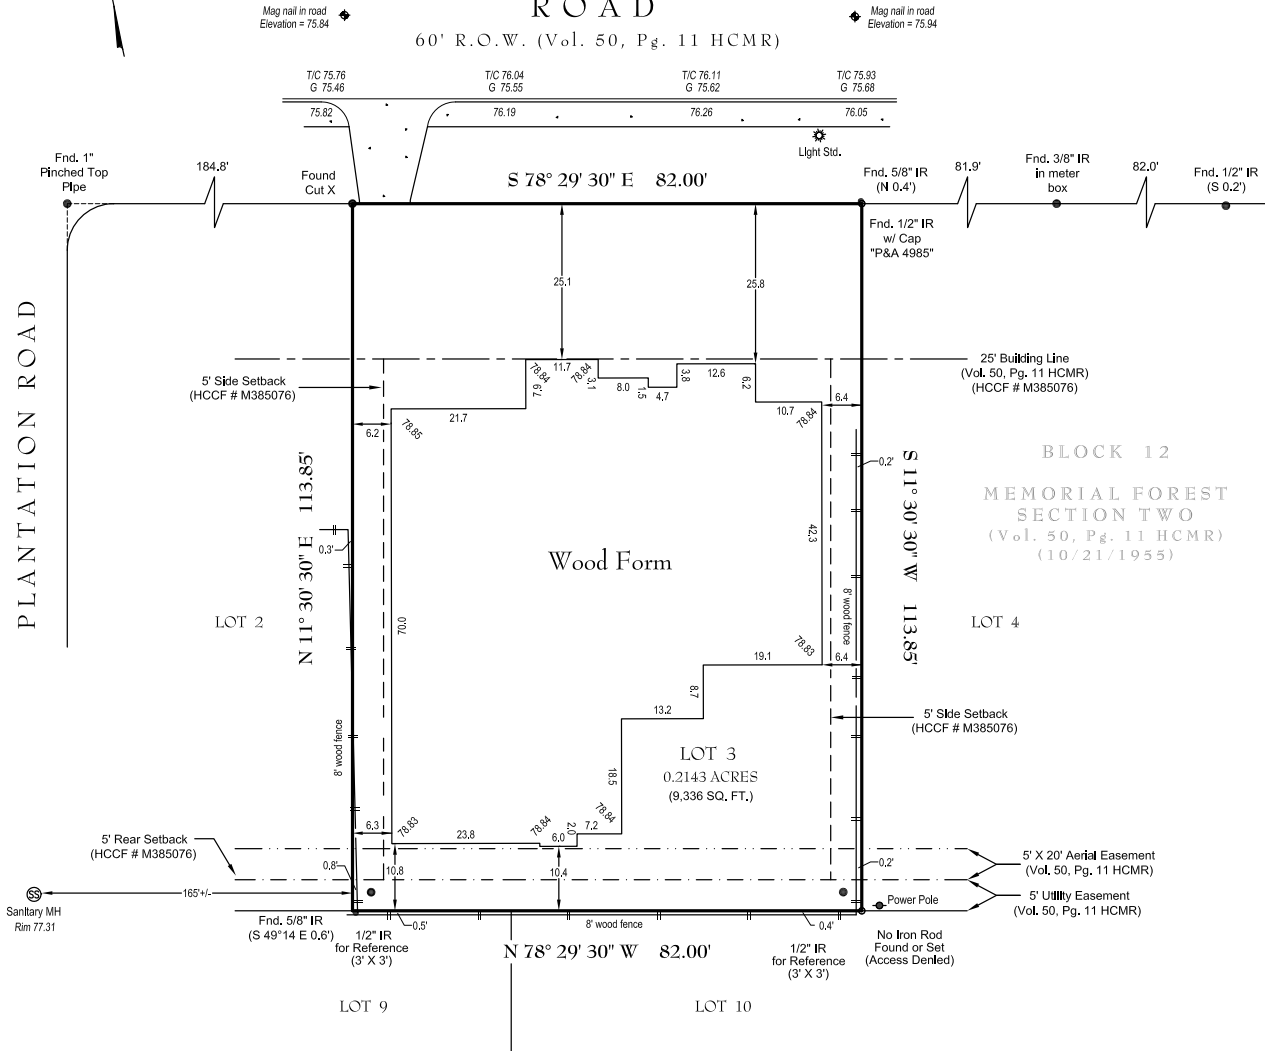 Mag nail in road
Elevation = 75.84
ROAD
Mag nail in road
Elevation = 75.94
60' R.O.W. (Vol. 50, Pg. 11 HCMR)
T/C 75.76
G 75.46
T/C 76.04
G 75.55
T/C 76.11
G 75.62
T/C 75.93
G 75.68
75.82
76.19
76.26
76.05
Light Std.
Fnd. 1"
Pinched Top
Pipe
184.8'
Found
Cut X
S 78° 29' 30" E 82.00'
Fnd. 5/8" IR
(N 0.4')
81.9'
Fnd. 3/8" IR
in meter
box
82.0'
Fnd. 1/2" IR
(S 0.2')
Fnd. 1/2" IR
w/ Cap
"P&A 4985"
25.1
25.8
PLANTATION ROAD
5' Side Setback
(HCCF # M385076)
25' Building Line
(Vol. 50, Pg. 11 HCMR)
(HCCF # M385076)
11.7
78.84
78.84
7.9
3.1
8.0
1.5
4.7
3.8
12.6
6.2
10.7
78.84
6.4
21.7
78.85
6.2
0.2'
BLOCK 12
MEMORIAL FOREST
SECTION TWO
(Vol. 50, Pg. 11 HCMR)
(10/21/1955)
N 11° 30' 30" E 113.85'
S 11° 30' 30" W 113.85'
0.3'
42.3
Wood Form
8' wood fence
LOT 2
70.0
LOT 4
78.83
19.1
6.4
8.7
13.2
5' Side Setback
(HCCF # M385076)
8' wood fence
LOT 3
0.2143 ACRES
(9,336 SQ. FT.)
18.5
78.84
7.2
2.0
6.0
78.84
23.8
78.83
6.3
5' Rear Setback
(HCCF # M385076)
0.8'
10.8
10.4
0.2'
5' X 20' Aerial Easement
(Vol. 50, Pg. 11 HCMR)
5' Utility Easement
(Vol. 50, Pg. 11 HCMR)
SS
165'+/-
Sanitary MH
Rim 77.31
Power Pole
Fnd. 5/8" IR
(S 49°14 E 0.6')
0.5'
8' wood fence
0.4'
1/2" IR
for Reference
(3' X 3')
N 78° 29' 30" W 82.00'
1/2" IR
for Reference
(3' X 3')
No Iron Rod
Found or Set
(Access Denied)
LOT 9
LOT 10